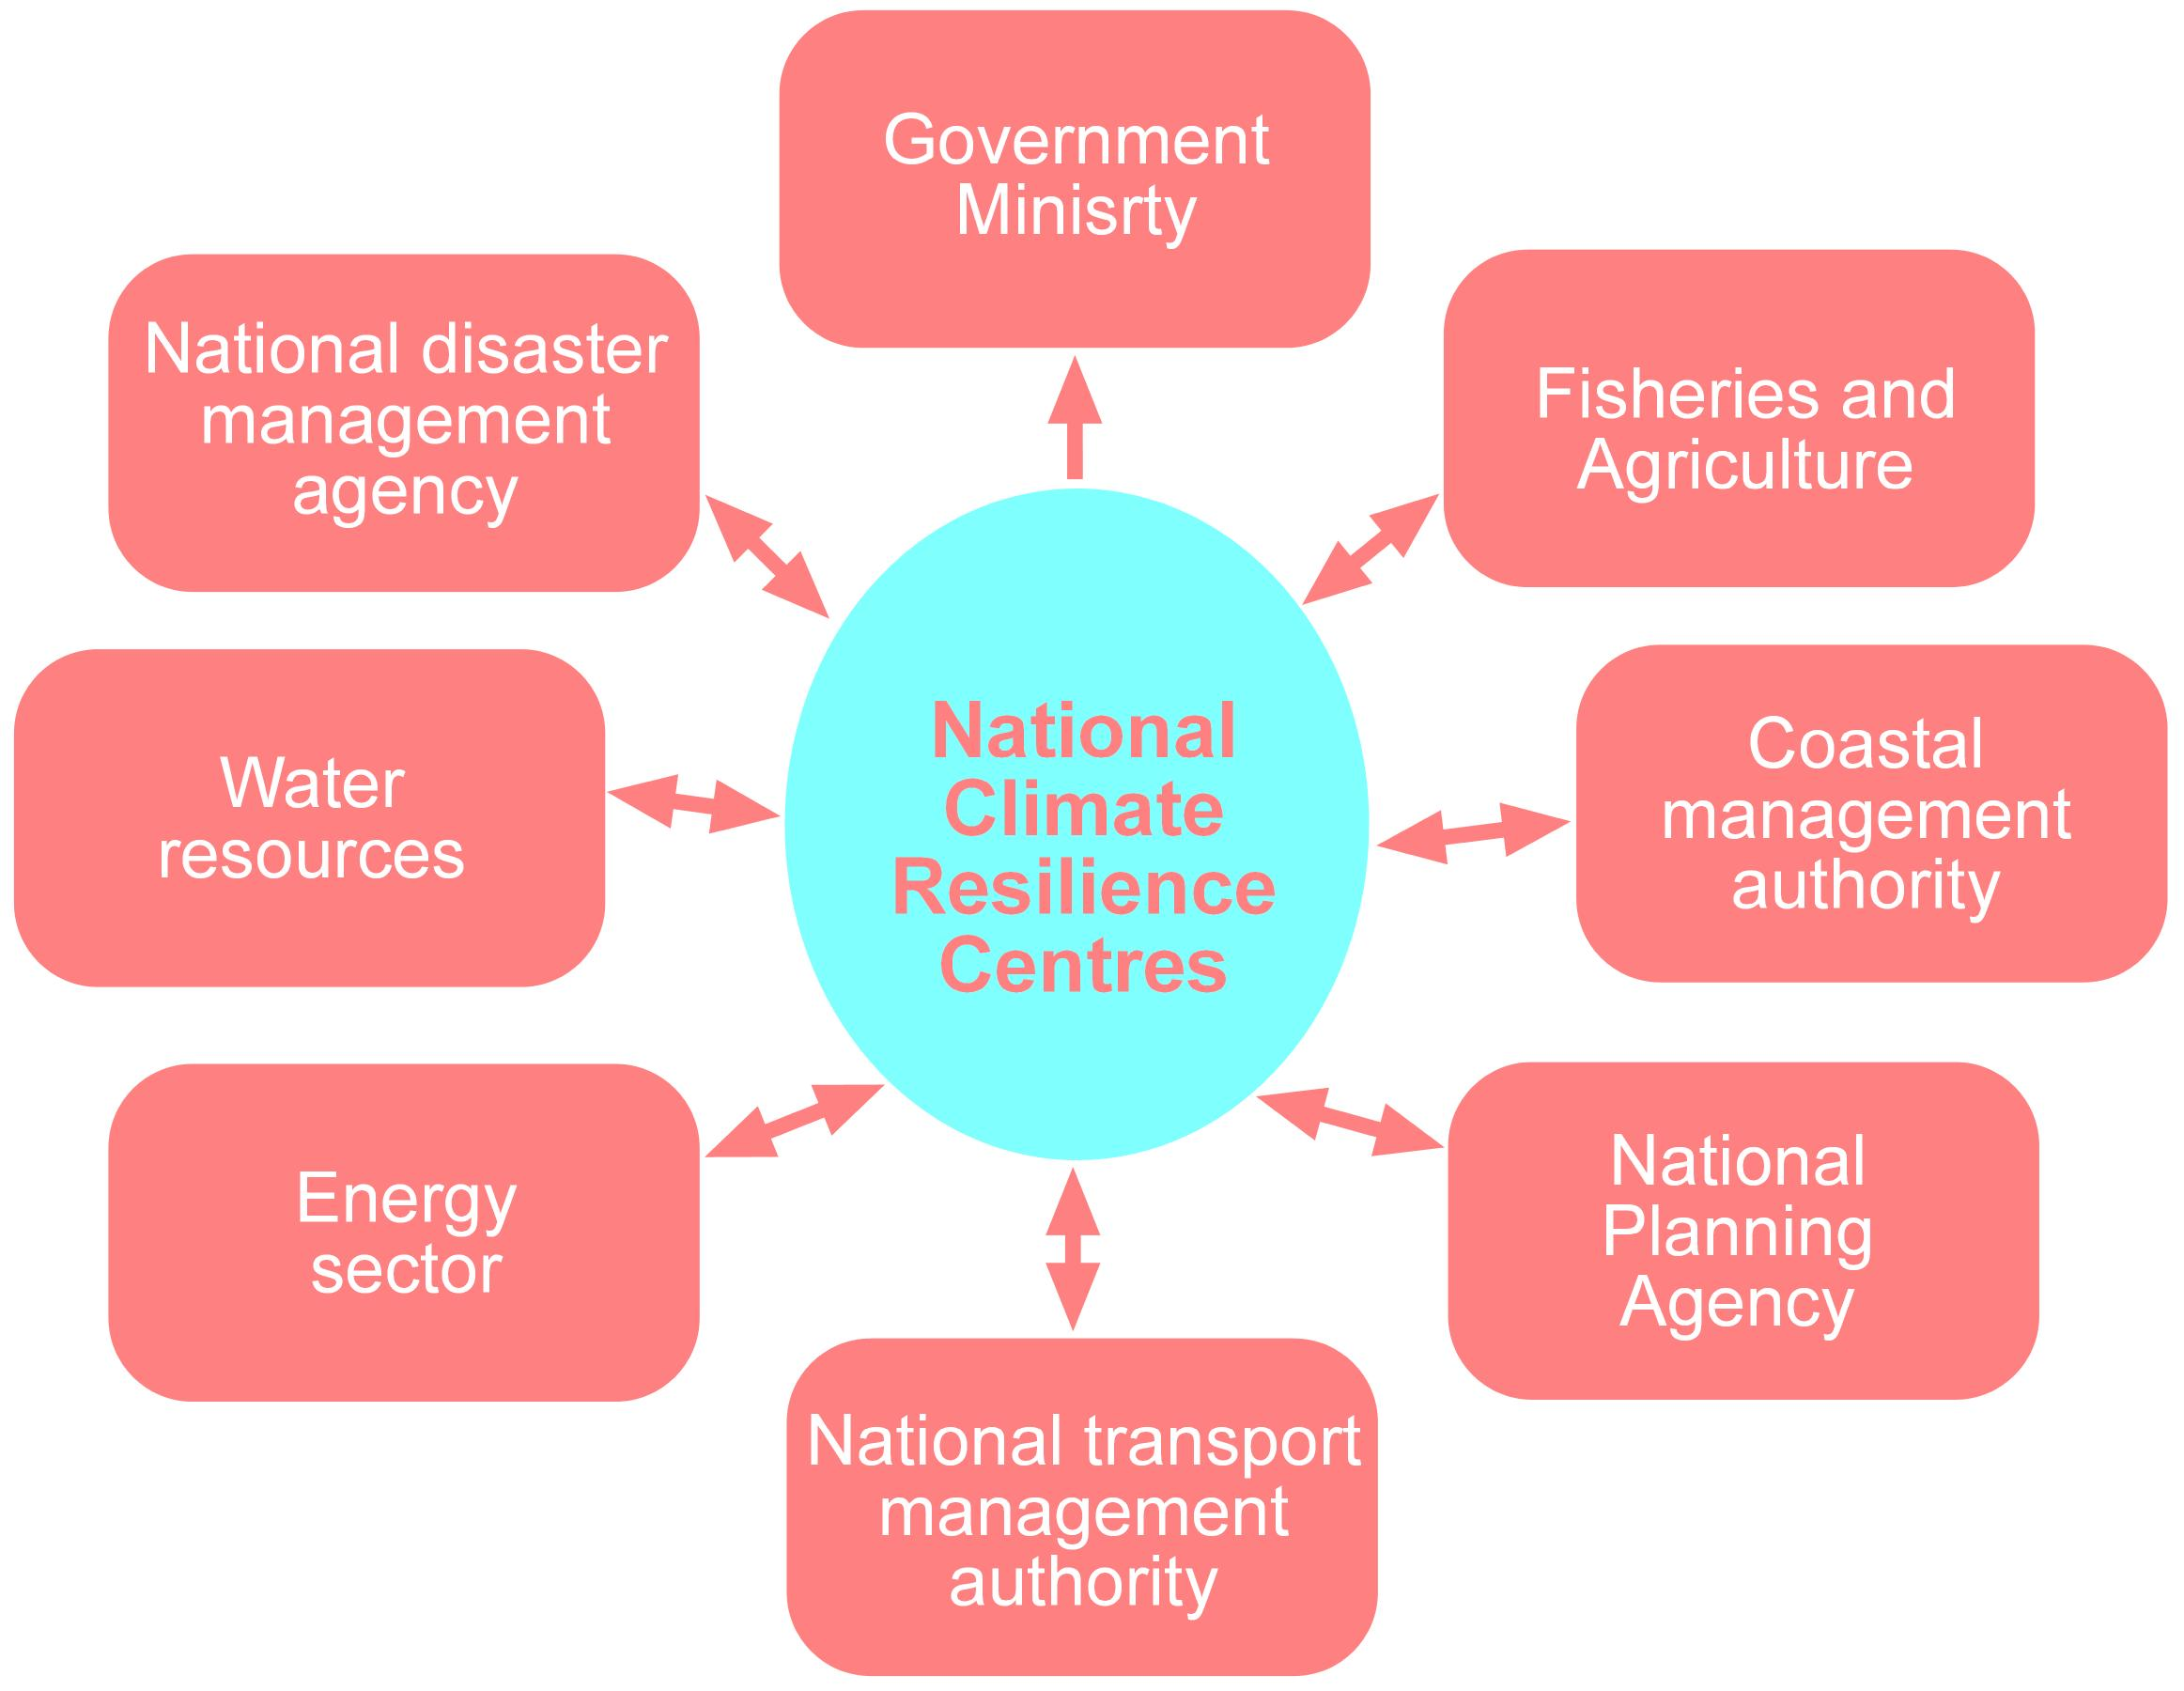 Government
Minisrty
National disaster
management
agency
Fisheries and
Agriculture
Water
resources
National
Climate
Resilience
Centres
Coastal
management
authority
Energy
sector
National
Planning
Agency
National transport
management
authority